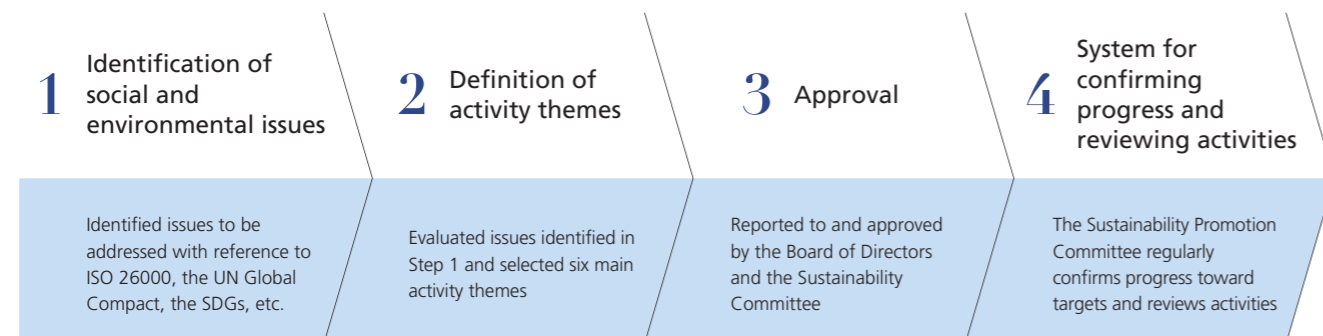 1
Identification of
social and
environmental issues
Identified issues to be
addressed with reference to
ISO 26000, the UN Global
Compact, the SDGs, etc.
2
Definition of
activity themes
Evaluated issues identified in
Step 1 and selected six main
activity themes
3
Approval
Reported to and approved
by the Board of Directors
and the Sustainability
Committee
4
System for
confirming
progress and
reviewing activities
The Sustainability Promotion
Committee regularly
confirms progress toward
targets and reviews activities